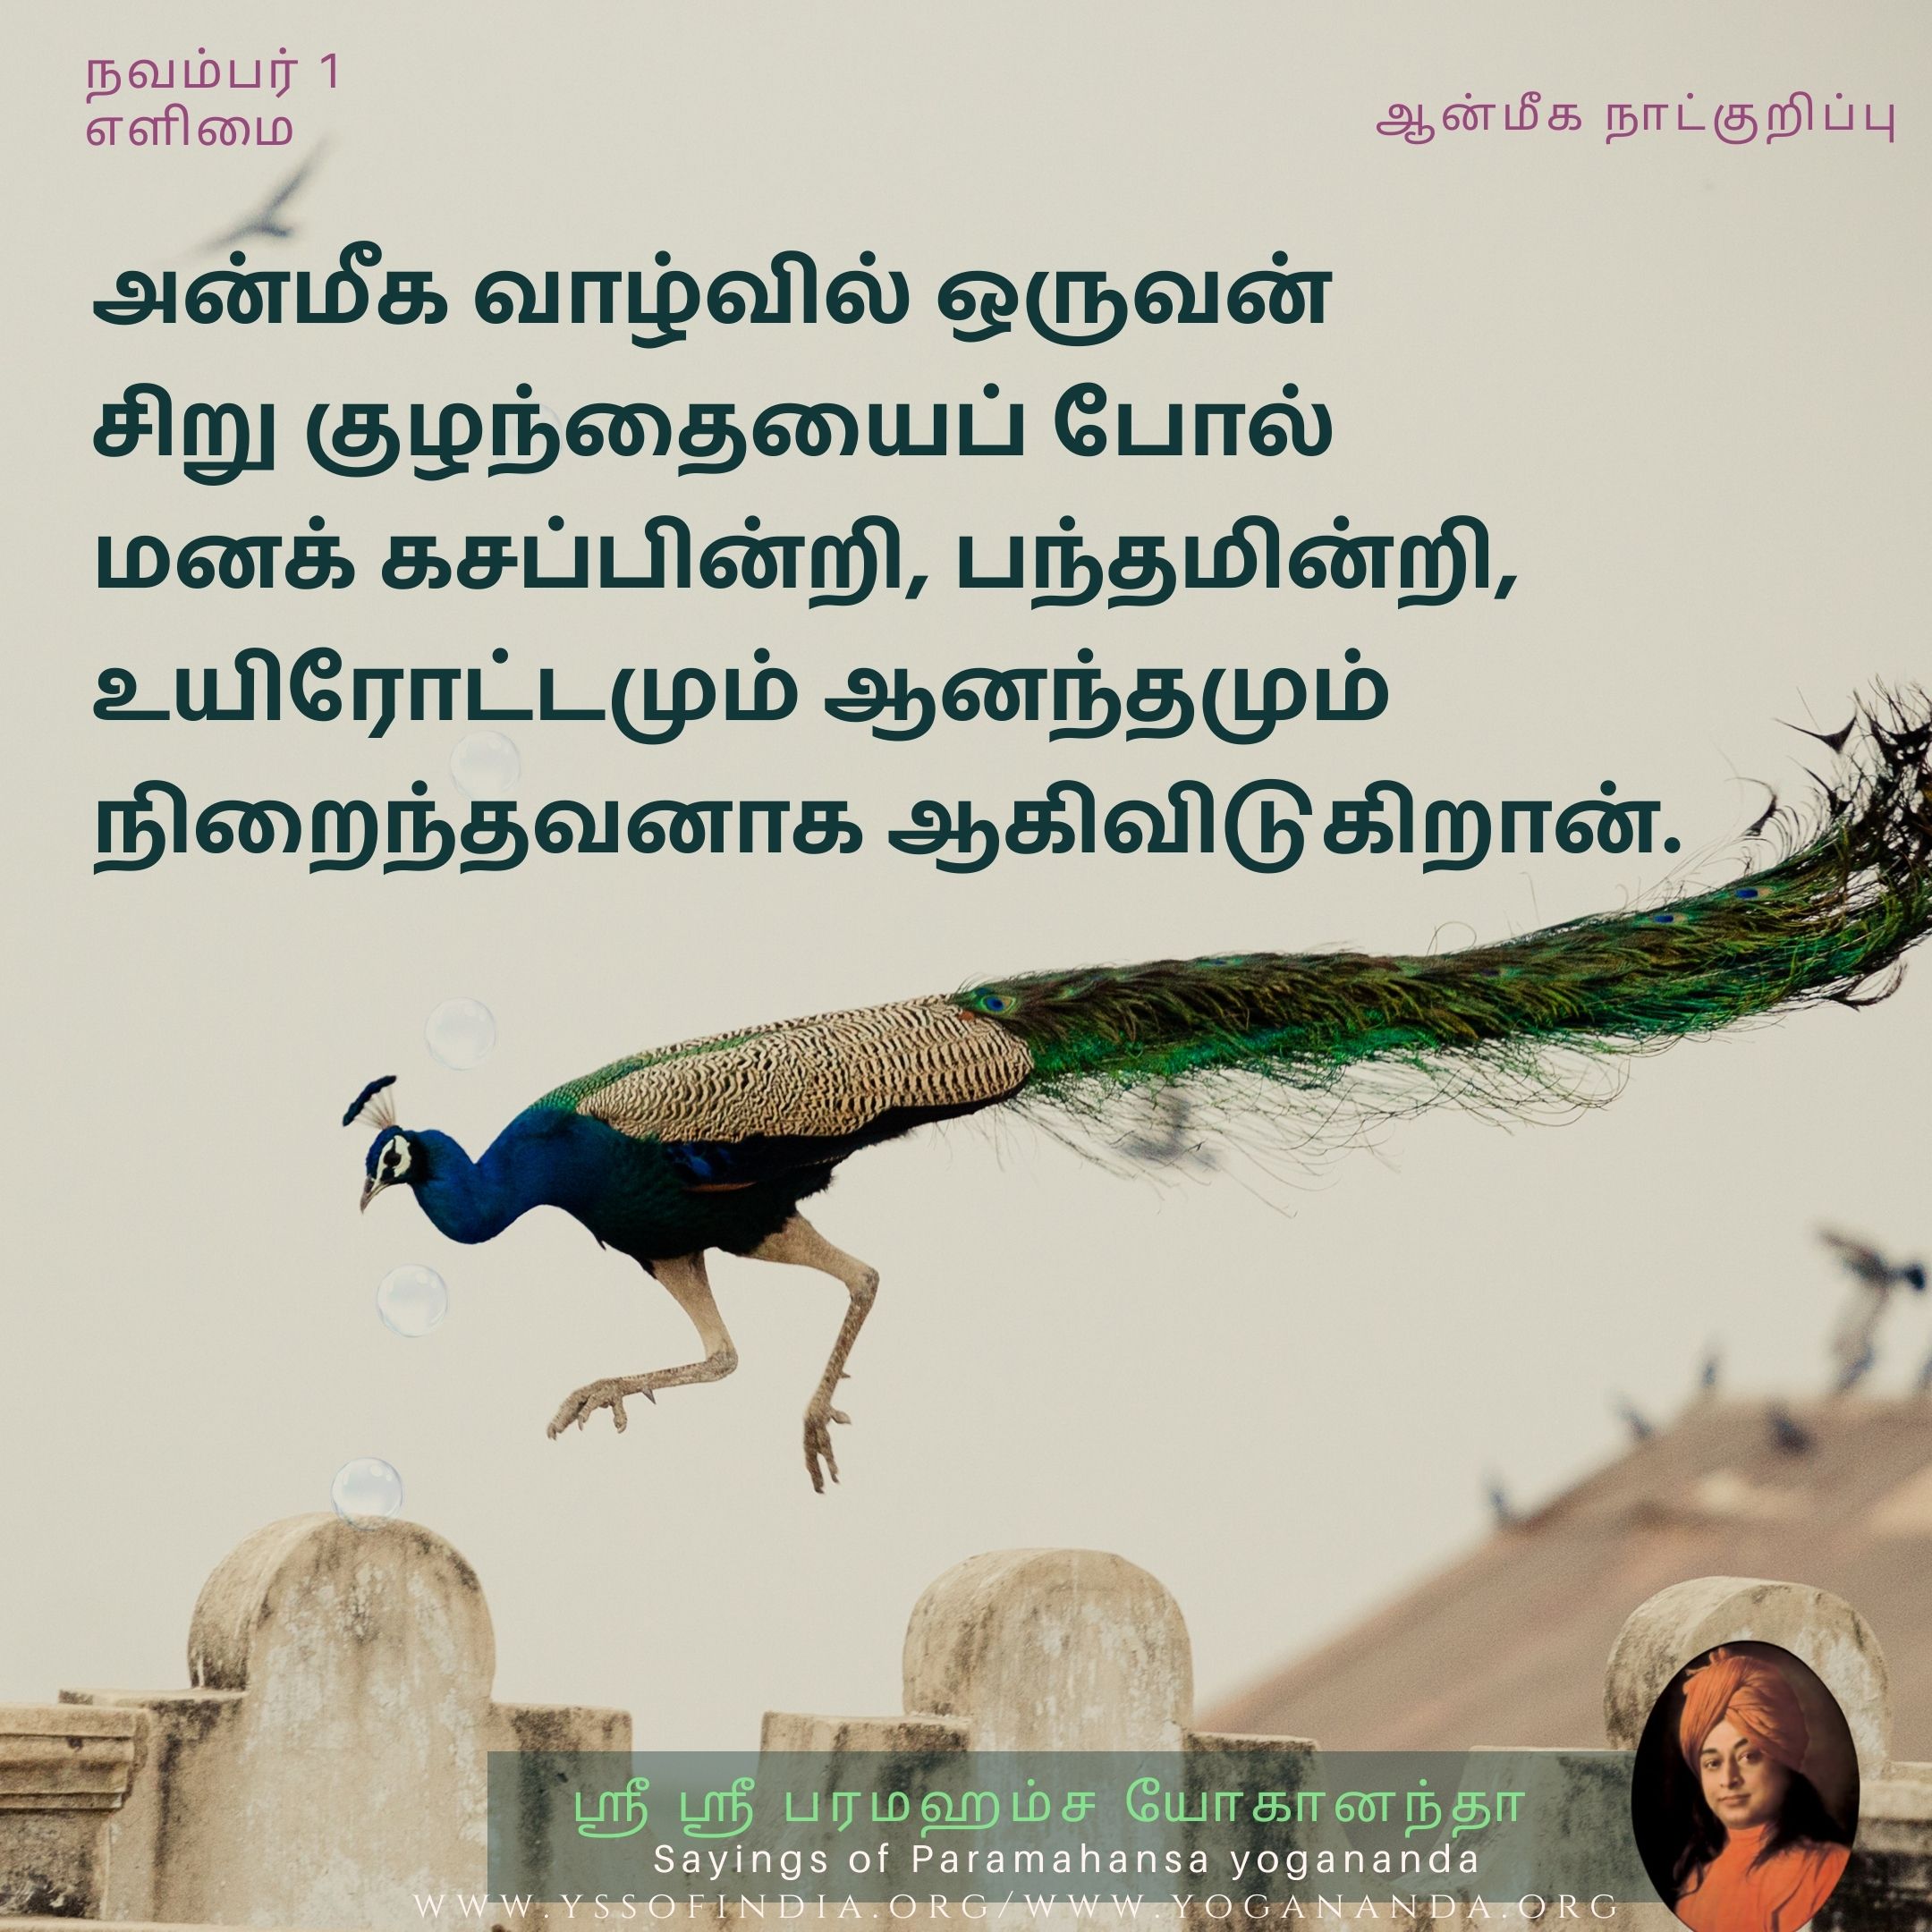 நவம்பர் 1
எளிமை
ஆன்மீக நாட்குறிப்பு
அன்மீக வாழ்வில் ஒருவன்
சிறு குழந்தையைப் போல்
மனக் கசப்பின்றி, பந்தமின்றி,
உயிரோட்டமும் ஆனந்தமும்
நிறைந்தவனாக ஆகிவிடுகிறான்.
ஸ்ரீ ஸ்ரீ பரமஹம்ச யோகானந்தா
Sayings of Paramahansa yogananda
WWW.YSSOFINDIA.ORG/WWW.YOGANANDA.ORG